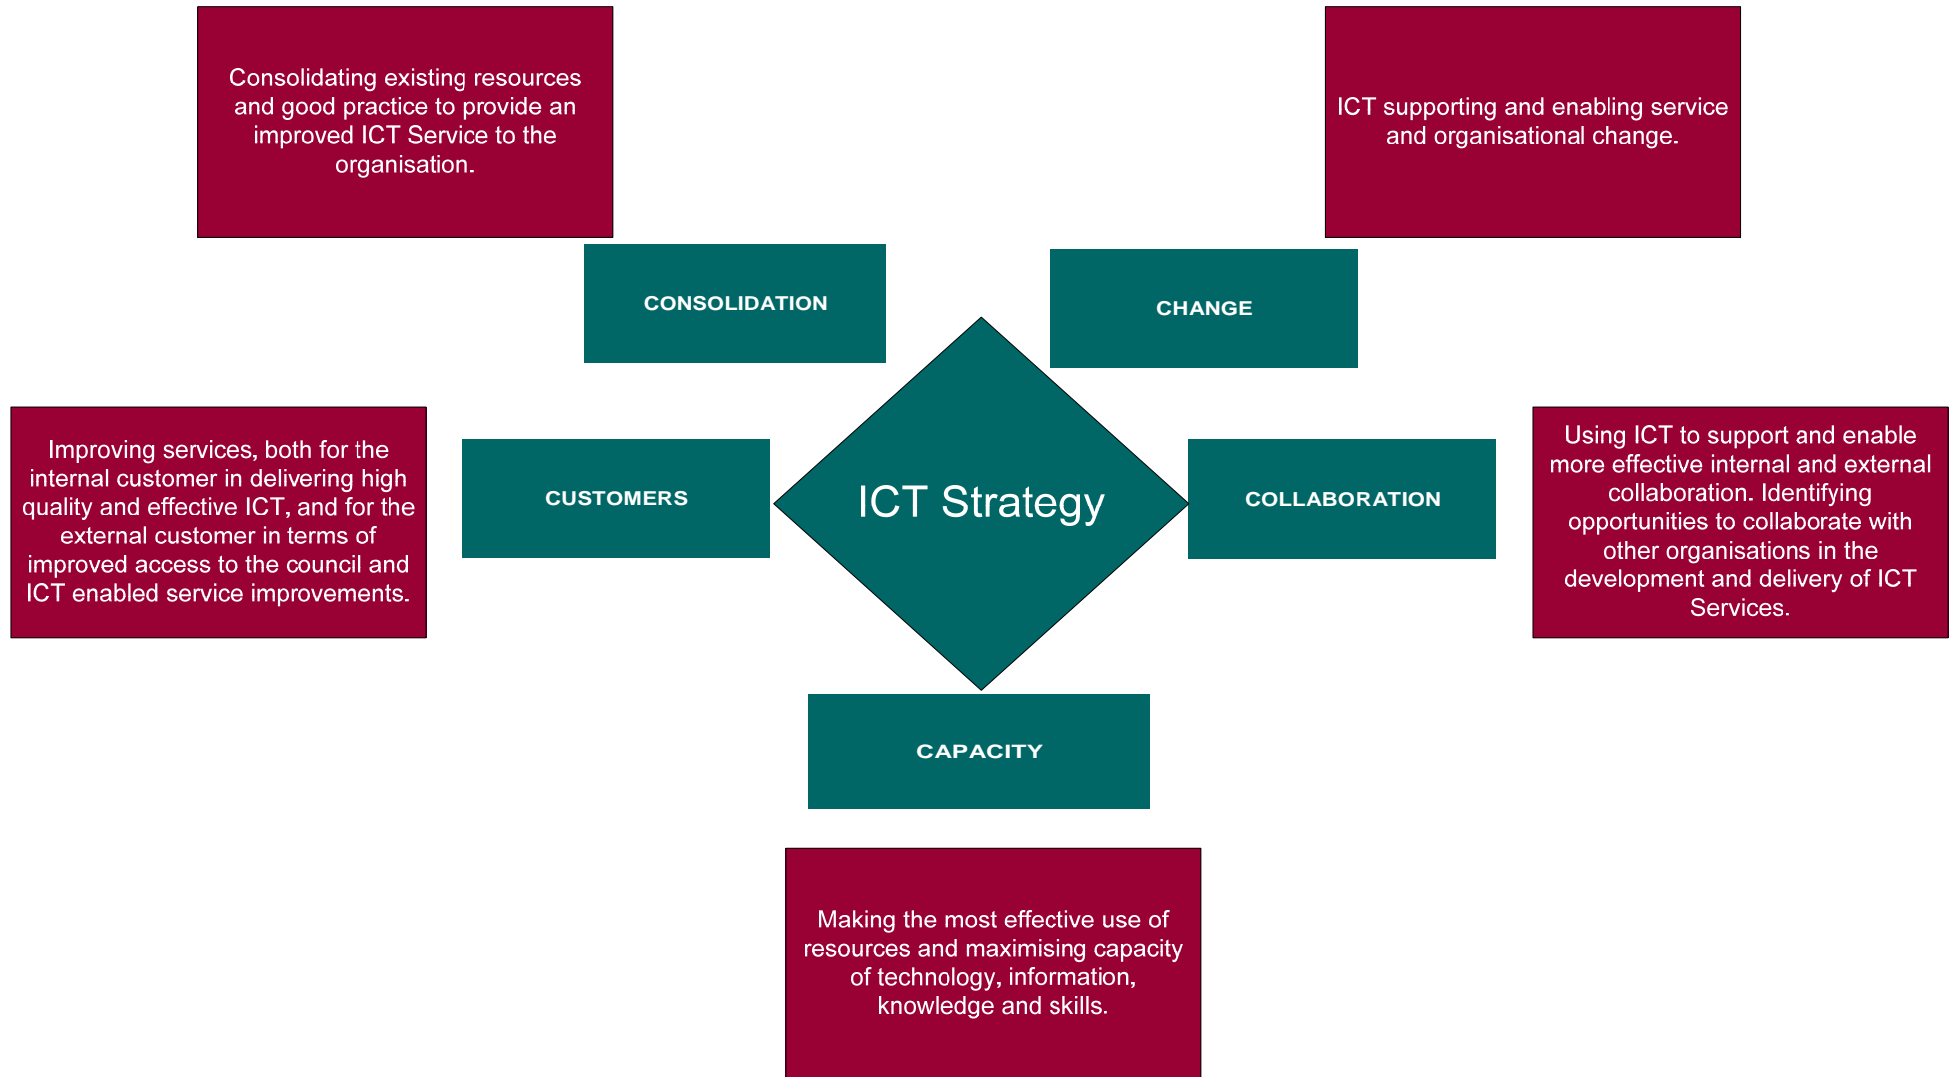 Consolidating existing resources
and good practice to provide an
improved ICT Service to the
organisation.
ICT supporting and enabling service
and organisational change.
CONSOLIDATION
CHANGE
Improving services, both for the
internal customer in delivering high
quality and effective ICT, and for the
external customer in terms of
improved access to the council and
ICT enabled service improvements.
CUSTOMERS
ICT Strategy
COLLABORATION
Using ICT to support and enable
more effective internal and external
collaboration. Identifying
opportunities to collaborate with
other organisations in the
development and delivery of ICT
Services.
CAPACITY
Making the most effective use of
resources and maximising capacity
of technology, information,
knowledge and skills.